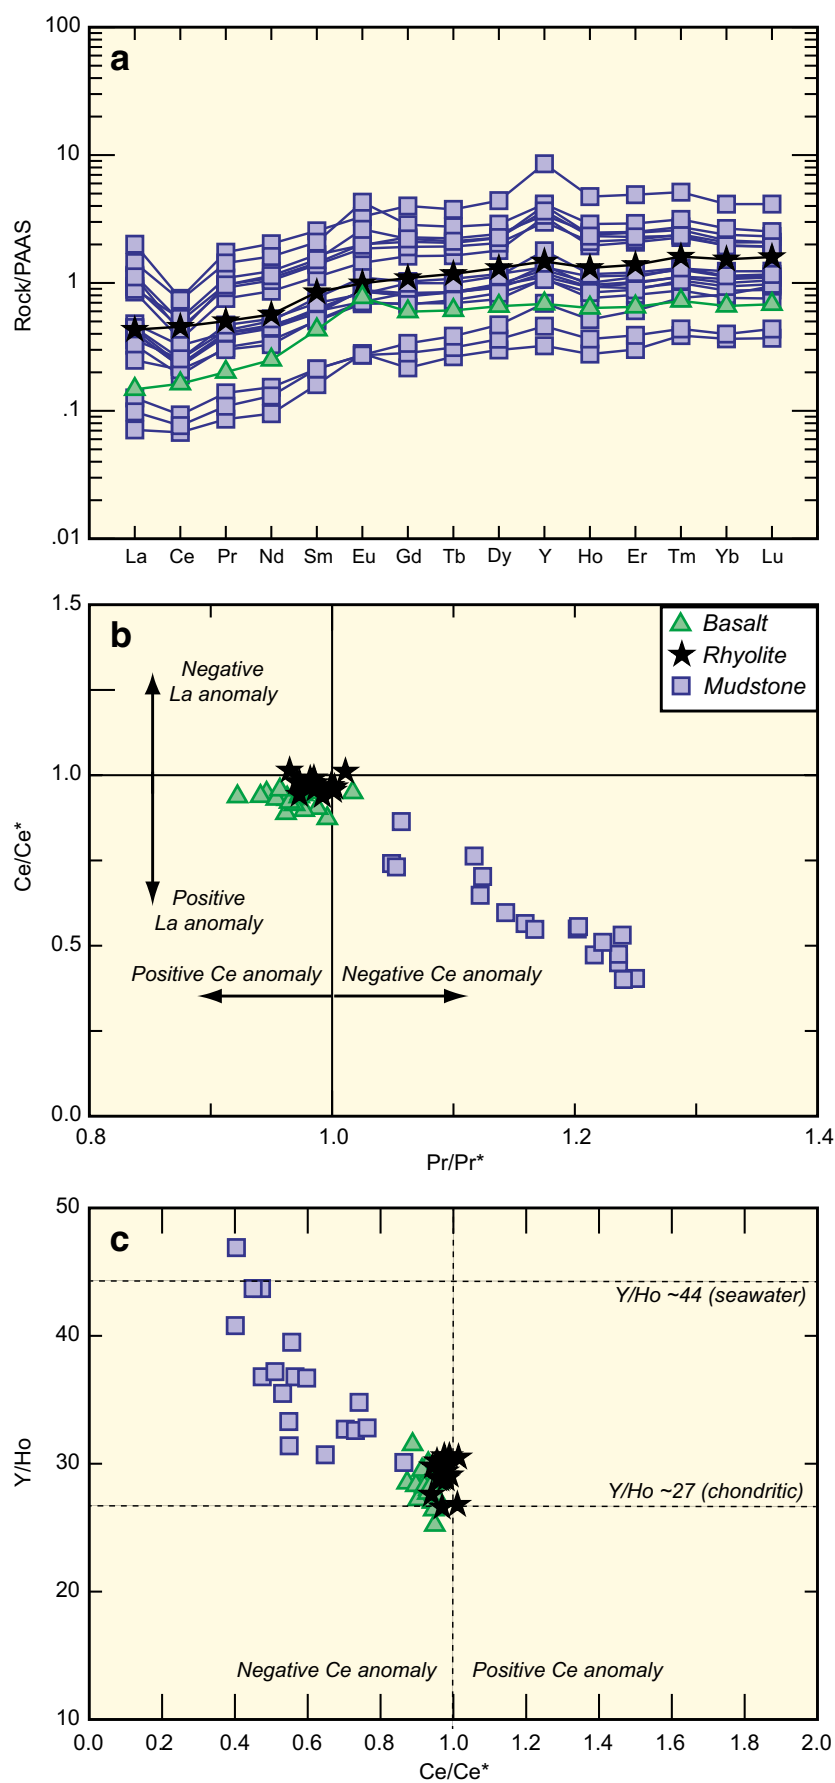 100
a
10
1
.1
.01
Rock/PAAS
La Ce Pr Nd Sm Eu Gd Tb Dy Y Ho Er Tm Yb Lu
1.5
b
Basalt
Rhyolite
Mudstone
Negative
La anomaly
1.0
Ce/Ce*
Positive
La anomaly
0.5
Positive Ce anomaly
Negative Ce anomaly
0.0
0.8 1.0 1.2 1.4
Pr/Pr*
50
c
Y/Ho ~44 (seawater)
40
Y/Ho
30
Y/Ho ~27 (chondritic)
20
Negative Ce anomaly
Positive Ce anomaly
10
0.0 02 0.4 0.6 0.8 1.0 1.2 1.4 1.6 1.8 2.0
Ce/Ce*